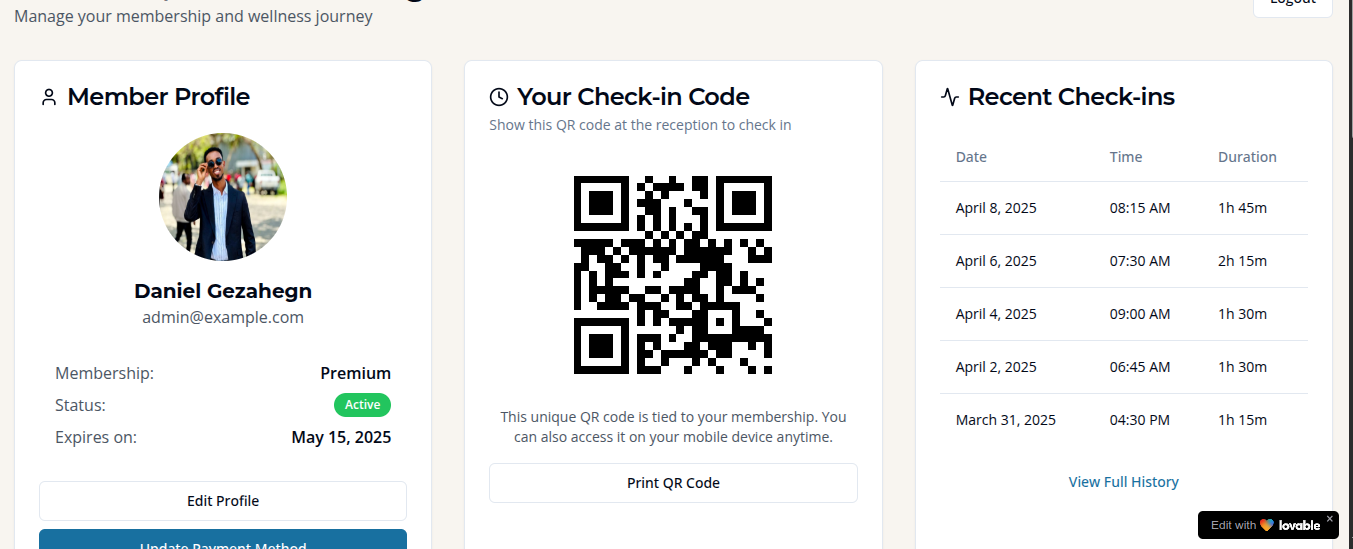 Manage your membership and wellness journey
Logout
Member Profile
Daniel Gezahegn
admin@example.com
Membership: Premium
Status: Active
Expires on: May 15, 2025
Edit Profile
Update Payment Method
Your Check-in Code
Show this QR code at the reception to check in
This unique QR code is tied to your membership. You
can also access it on your mobile device anytime.
Print QR Code
Recent Check-ins
Date Time Duration
April 8, 2025 08:15 AM 1h 45m
April 6, 2025 07:30 AM 2h 15m
April 4, 2025 09:00 AM 1h 30m
April 2, 2025 06:45 AM 1h 30m
March 31, 2025 04:30 PM 1h 15m
View Full History
Edit with lovable